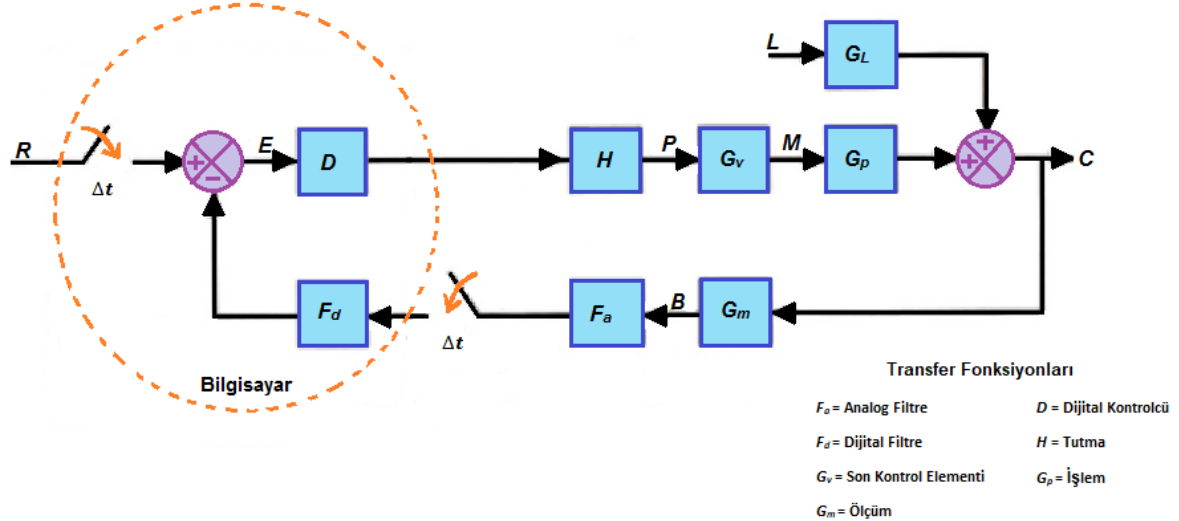 L
G_L
R
Δt
+
−
E
D
H
P
G_v
M
G_p
+
+
C
F_d
Δt
F_a
B
G_m
Bilgisayar
Transfer Fonksiyonları
F_a = Analog Filtre
D = Dijital Kontrolcü
F_d = Dijital Filtre
H = Tutma
G_v = Son Kontrol Elementi
G_p = İşlem
G_m = Ölçüm